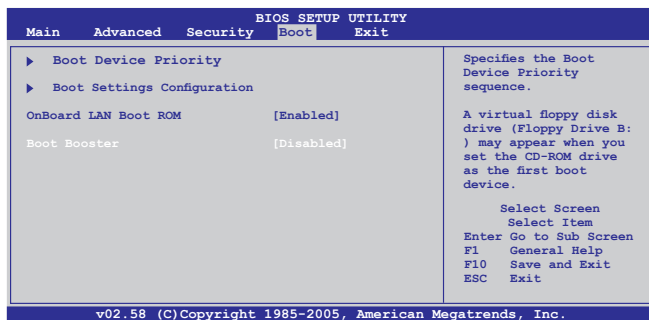 BIOS SETUP UTILITY
Main Advanced Security Boot Exit
Boot Device Priority
Boot Settings Configuration
OnBoard LAN Boot ROM [Enabled]
Boot Booster [Disabled]
Specifies the Boot
Device Priority
sequence.
A virtual floppy disk
drive (Floppy Drive B:
) may appear when you
set the CD-ROM drive
as the first boot
device.
Select Screen
Select Item
Enter Go to Sub Screen
F1 General Help
F10 Save and Exit
ESC Exit
v02.58 (C)Copyright 1985-2005, American Megatrends, Inc.